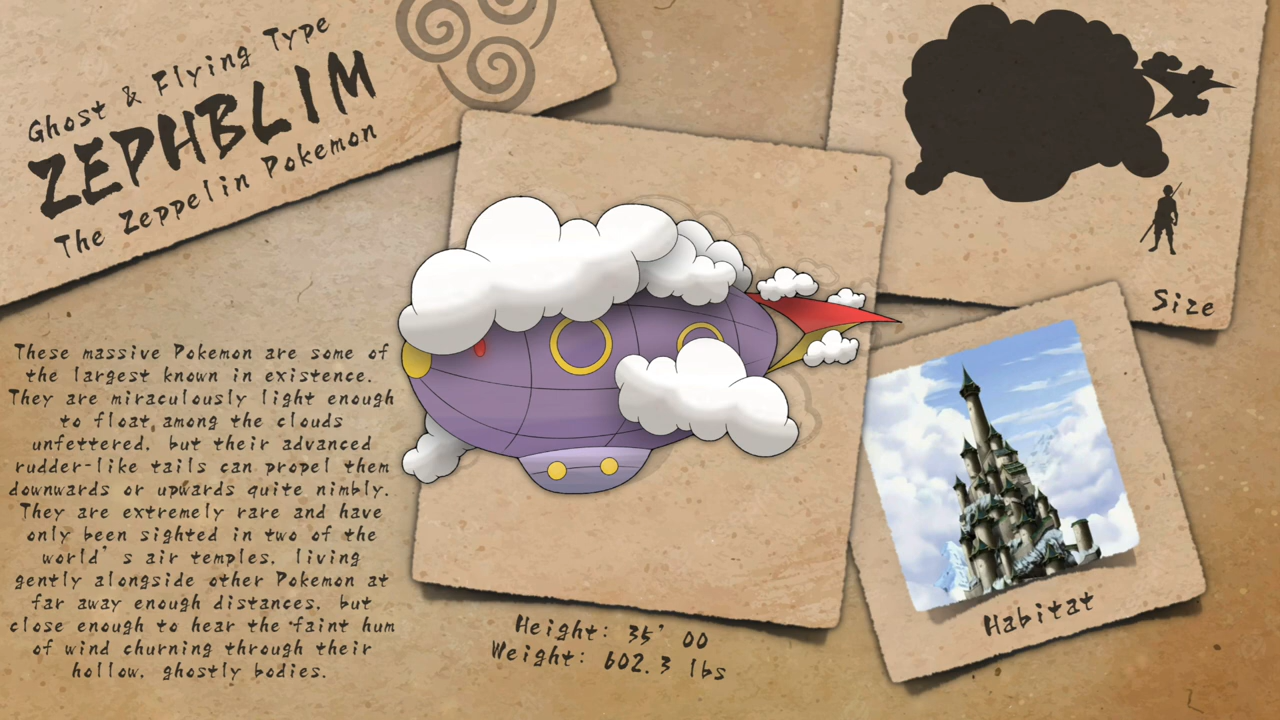 Ghost & Flying Type
ZEPHBLIM
The Zeppelin Pokemon
These massive Pokemon are some of
the largest known in existence.
They are miraculously light enough
to float among the clouds
unfettered, but their advanced
rudder-like tails can propel them
downwards or upwards quite nimbly.
They are extremely rare and have
only been sighted in two of the
world's air temples, living
gently alongside other Pokemon at
far away enough distances, but
close enough to hear the faint hum
of wind churning through their
hollow, ghostly bodies.
Height: 35' 00
Weight: 602.3 lbs
Size
Habitat